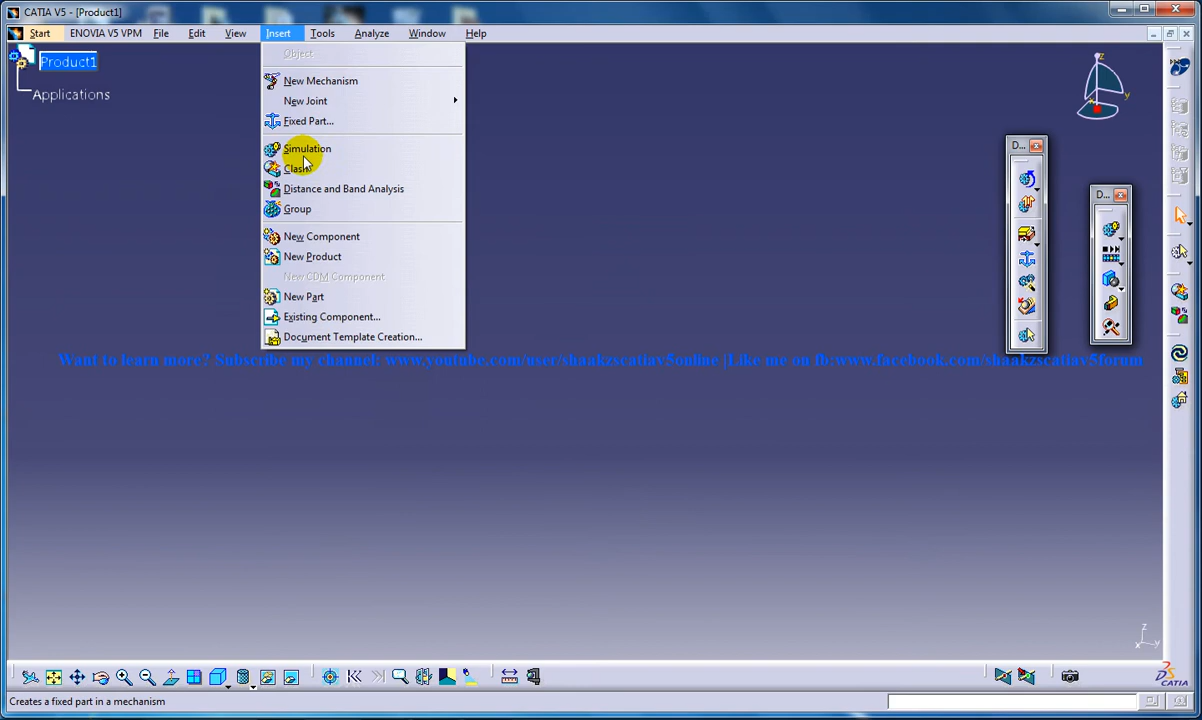 CATIA V5 - [Product1]
Start ENOVIA V5 VPM File Edit View Insert Tools Analyze Window Help
Product1
Applications
Object
New Mechanism
New Joint
Fixed Part...
Simulation
Clash
Distance and Band Analysis
Group
New Component
New Product
New CDM Component
New Part
Existing Component...
Document Template Creation...
D...
D...
z
y
Want to learn more? Subscribe my channel: www.youtube.com/user/shaakzscatiav5online |Like me on fb:www.facebook.com/shaakzscatiav5forum
z
x y
CATIA
Creates a fixed part in a mechanism